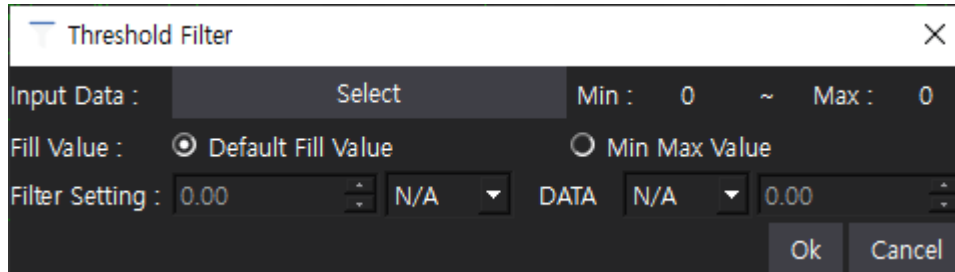 Threshold Filter
Input Data : Select Min : 0 ~ Max : 0
Fill Value : Default Fill Value Min Max Value
Filter Setting : 0.00 N/A DATA N/A 0.00
Ok Cancel